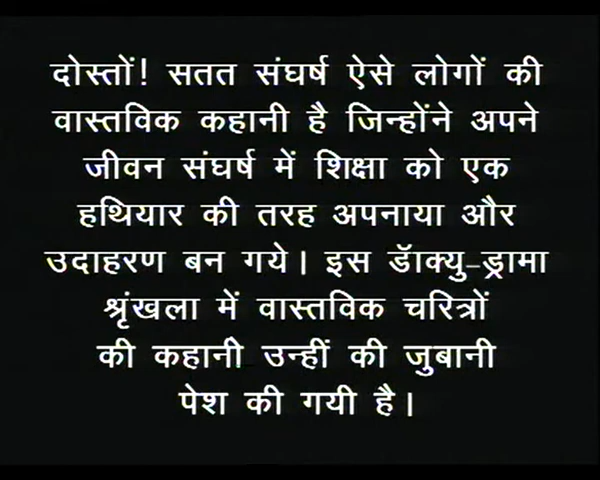 दोस्तों! सतत संघर्ष ऐसे लोगों की
वास्तविक कहानी है जिन्होंने अपने
जीवन संघर्ष में शिक्षा को एक
हथियार की तरह अपनाया और
उदाहरण बन गये। इस डॅाक्यु-ड्रामा
श्रृंखला में वास्तविक चरित्रों
की कहानी उन्हीं की जुबानी
पेश की गयी है।